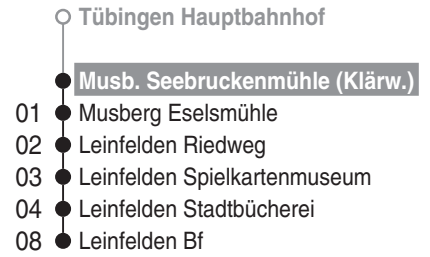 Tübingen Hauptbahnhof
Musb. Seebruckenmühle (Klärw.)
01 Musberg Eselsmühle
02 Leinfelden Riedweg
03 Leinfelden Spielkartenmuseum
04 Leinfelden Stadtbücherei
08 Leinfelden Bf